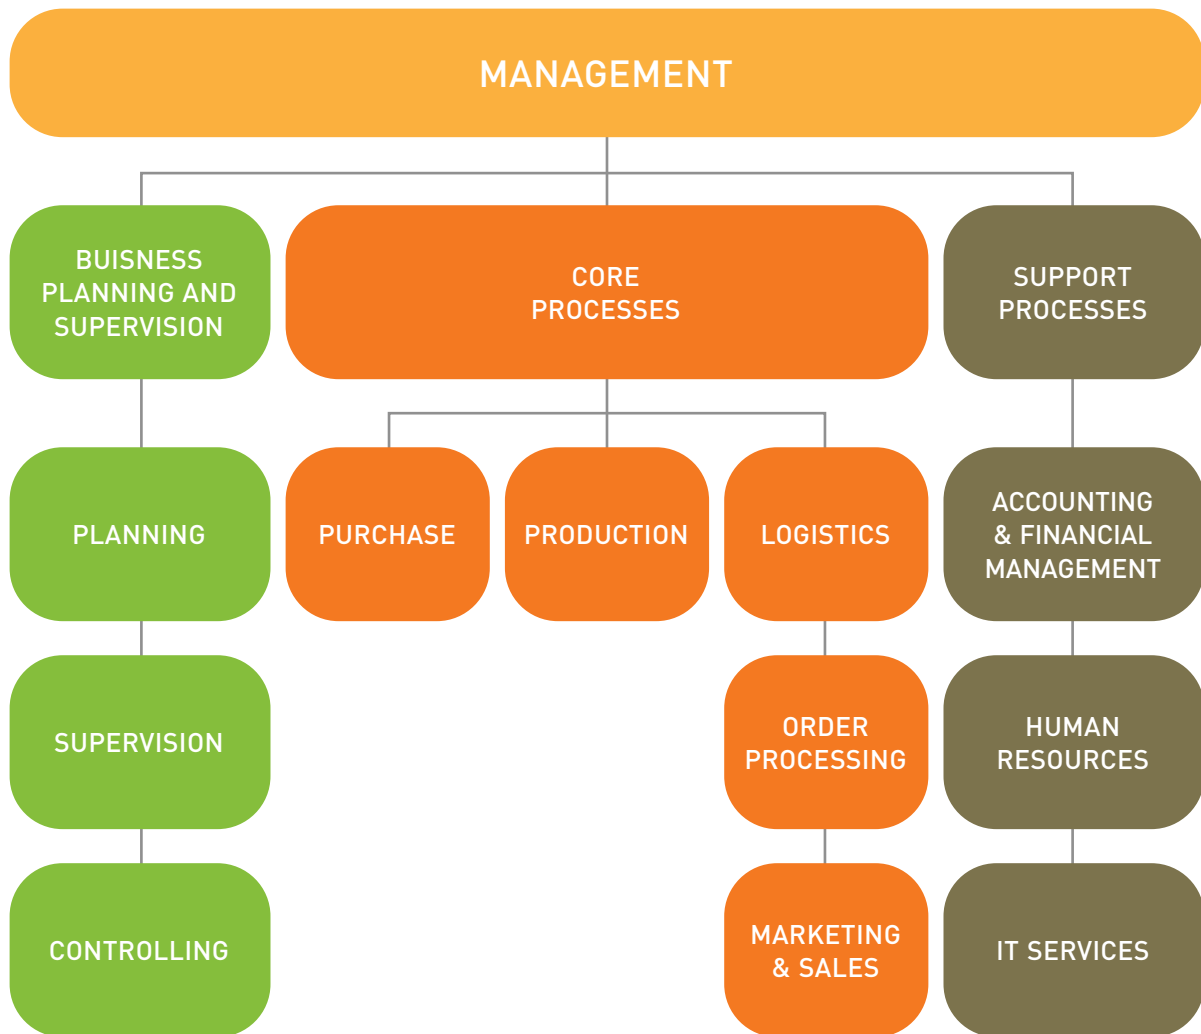 MANAGEMENT
BUISNESS
PLANNING AND
SUPERVISION
CORE
PROCESSES
SUPPORT
PROCESSES
PLANNING
PURCHASE
PRODUCTION
LOGISTICS
ACCOUNTING
& FINANCIAL
MANAGEMENT
SUPERVISION
ORDER
PROCESSING
HUMAN
RESOURCES
CONTROLLING
MARKETING
& SALES
IT SERVICES